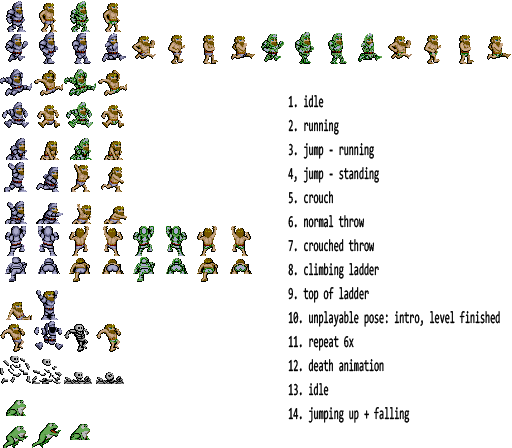 1. idle
2. running
3. jump - running
4, jump - standing
5. crouch
6. normal throw
7. crouched throw
8. climbing ladder
9. top of ladder
10. unplayable pose: intro, level finished
11. repeat 6x
12. death animation
13. idle
14. jumping up + falling